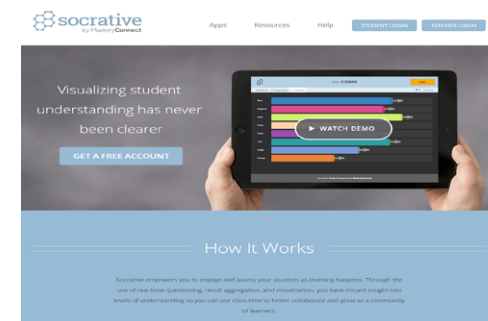 socrative
by MasteryConnect
Apps Resources Help STUDENT LOGIN TEACHER LOGIN
Visualizing student
understanding has never
been clearer
GET A FREE ACCOUNT
WATCH DEMO
How It Works
Socrative empowers you to engage and assess your students as learning happens. Through the
use of real-time questioning, result aggregation, and visualization, you have instant insight into
levels of understanding so you can use class time to better collaborate and grow as a community
of learners.